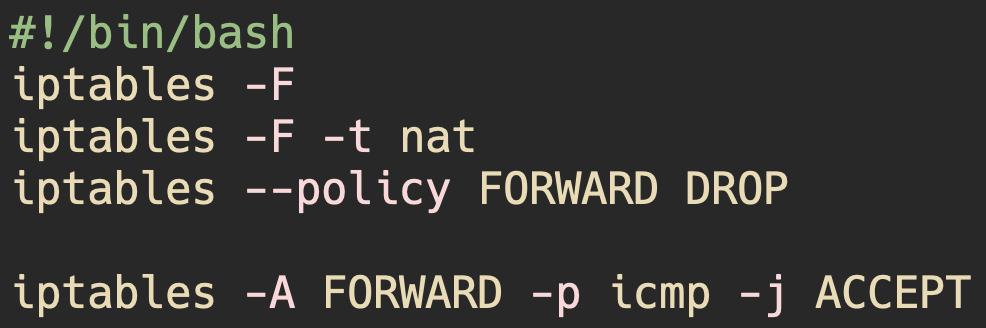 #!/bin/bash
iptables -F
iptables -F -t nat
iptables --policy FORWARD DROP
iptables -A FORWARD -p icmp -j ACCEPT